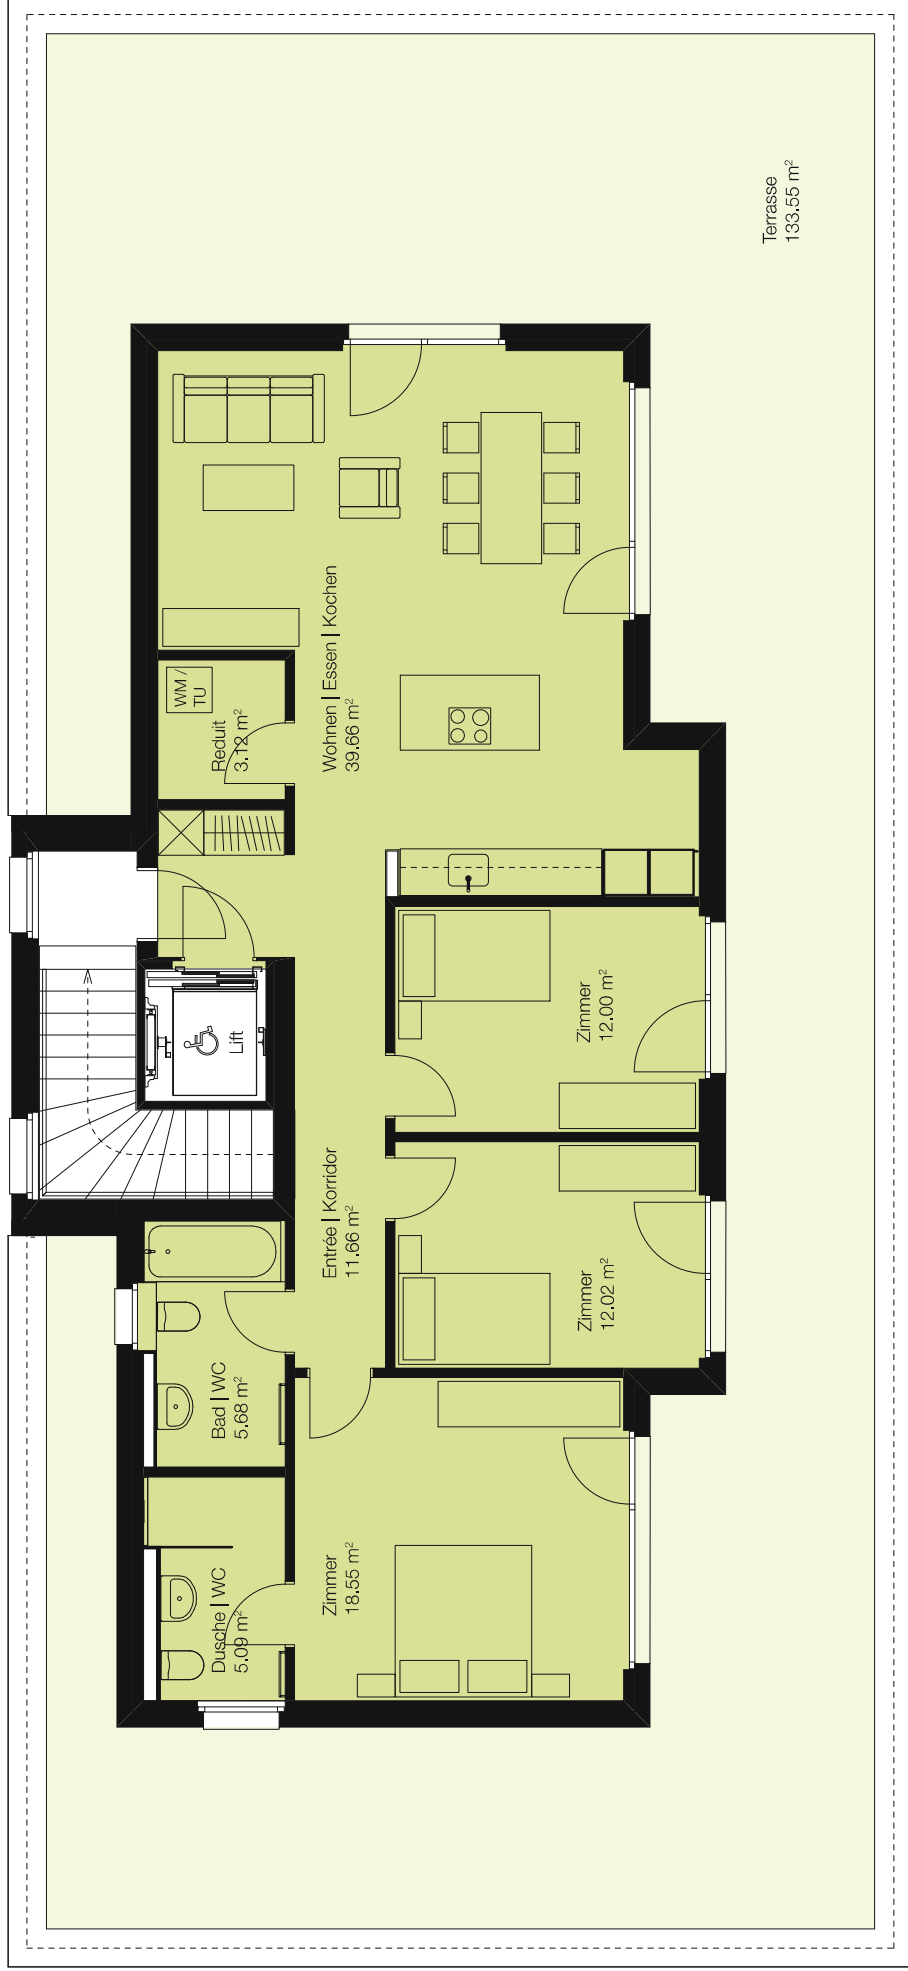 Terrasse
133.55 m²
Wohnen | Essen | Kochen
39.66 m²
WM /
TU
Reduit
3.12 m²
Lift
Zimmer
12.00 m²
Entrée | Korridor
11.66 m²
Zimmer
12.02 m²
Bad | WC
5.68 m²
Zimmer
18.55 m²
Dusche | WC
5.09 m²